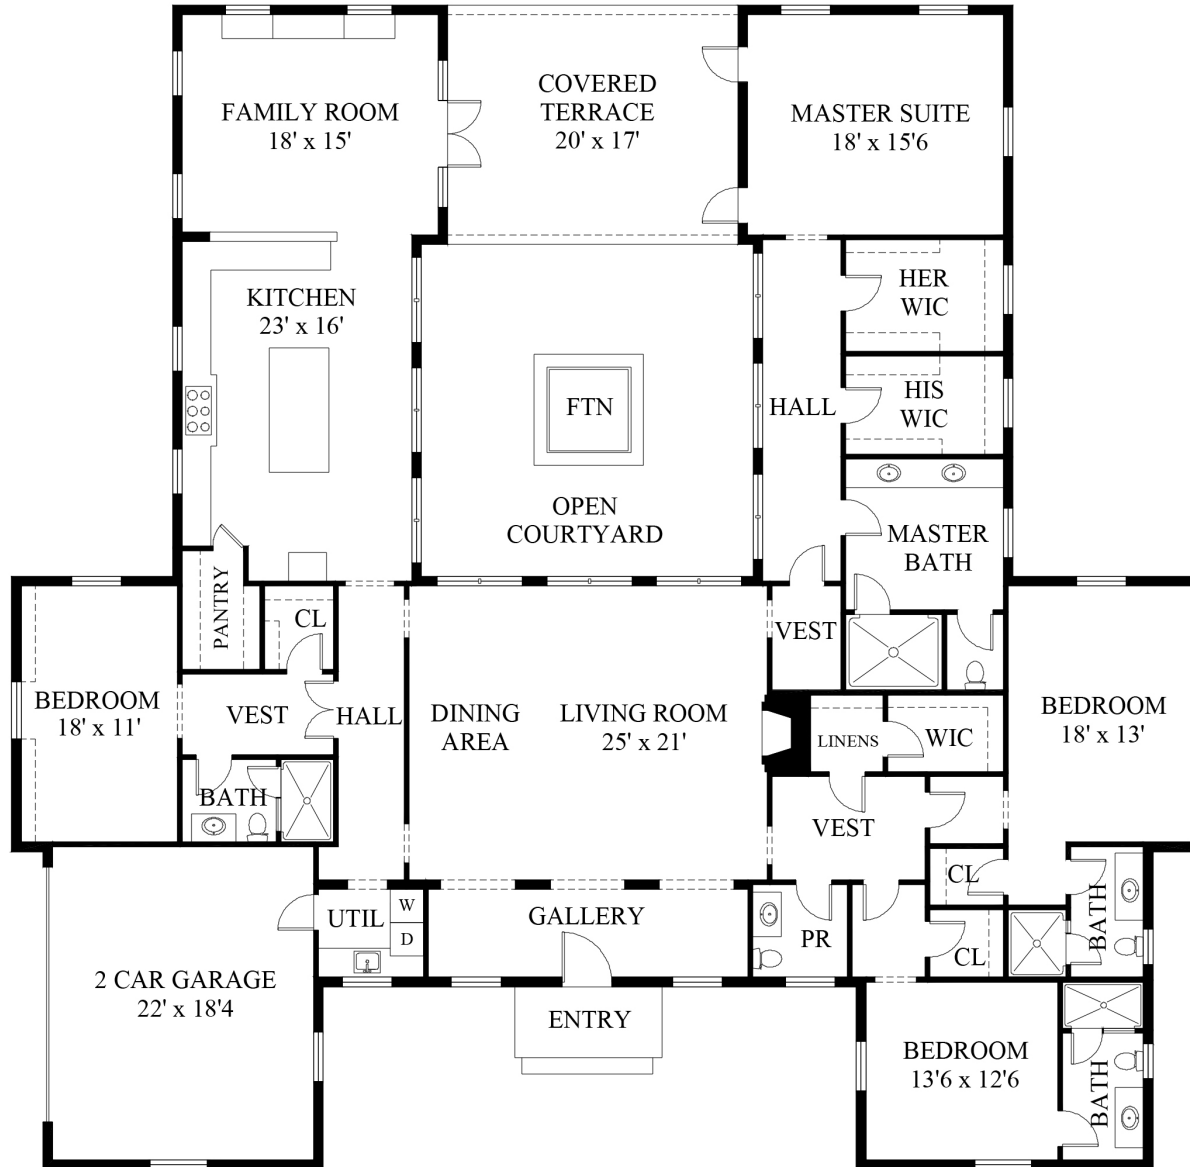 FAMILY ROOM
18' x 15'
COVERED
TERRACE
20' x 17'
MASTER SUITE
18' x 15'6
KITCHEN
23' x 16'
HER
WIC
FTN
HALL
HIS
WIC
OPEN
COURTYARD
MASTER
BATH
PANTRY
CL
VEST
BEDROOM
18' x 11'
VEST
HALL
DINING
AREA
LIVING ROOM
25' x 21'
LINENS
WIC
BEDROOM
18' x 13'
BATH
VEST
CL
BATH
UTIL
W
D
GALLERY
PR
CL
2 CAR GARAGE
22' x 18'4
ENTRY
BEDROOM
13'6 x 12'6
BATH